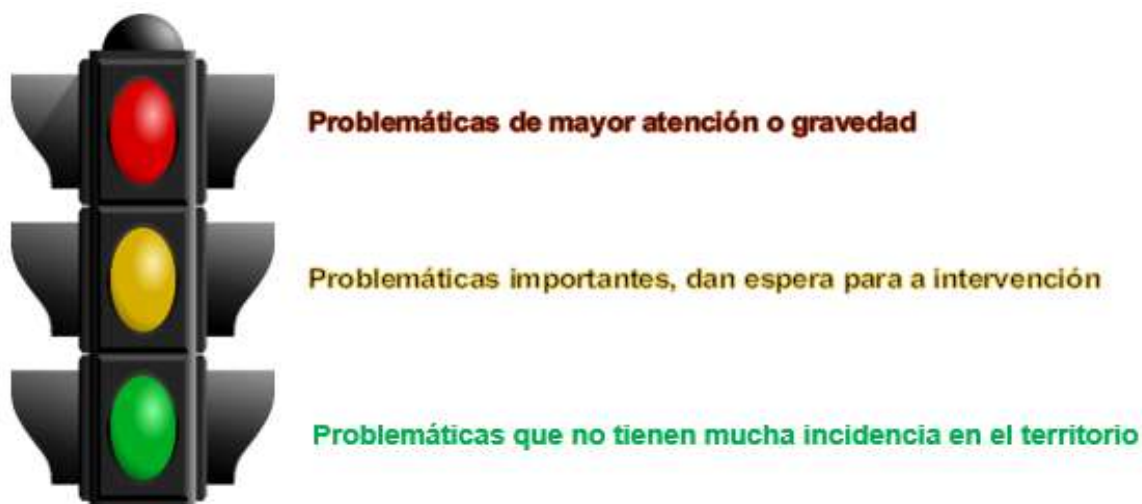 Problemáticas de mayor atención o gravedad
Problemáticas importantes, dan espera para a intervención
Problemáticas que no tienen mucha incidencia en el territorio